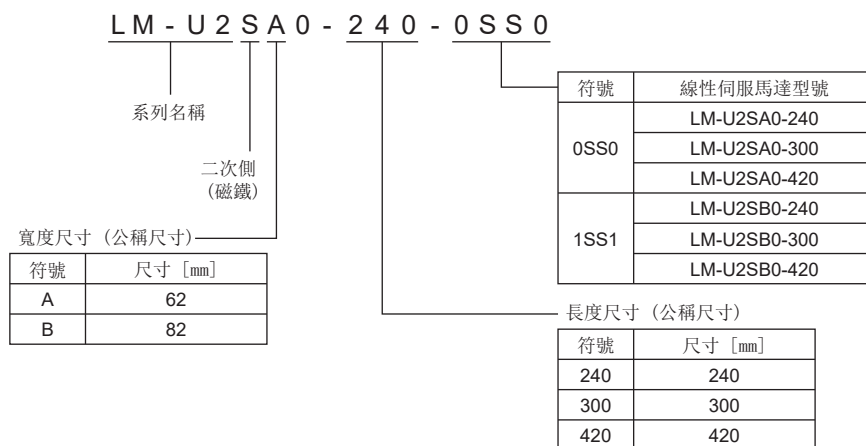 LM-U2SA0-240-0SS0
系列名稱
二次側
(磁鐵)
寬度尺寸 (公稱尺寸)
符號 尺寸 [mm]
A 62
B 82
符號 線性伺服馬達型號
0SS0 LM-U2SA0-240
LM-U2SA0-300
LM-U2SA0-420
1SS1 LM-U2SB0-240
LM-U2SB0-300
LM-U2SB0-420
長度尺寸 (公稱尺寸)
符號 尺寸 [mm]
240 240
300 300
420 420